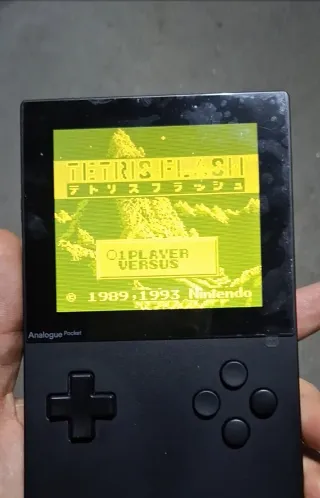 TETRIS FLASH
テトリスフラッシュ
1PLAYER
VERSUS
© 1989,1993 Nintendo
Analogue Pocket